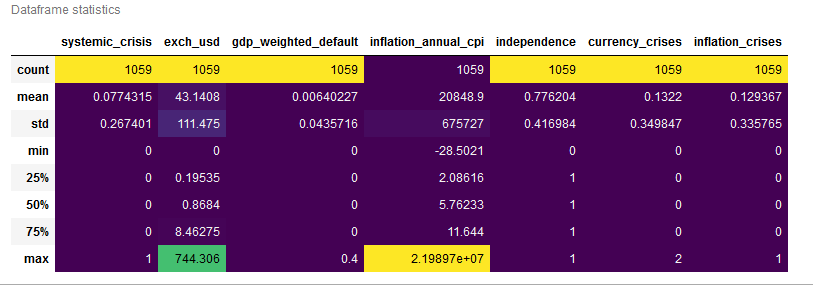 Dataframe statistics
systemic_crisis exch_usd gdp_weighted_default inflation_annual_cpi independence currency_crises inflation_crises
count 1059 1059 1059 1059 1059 1059 1059
mean 0.0774315 43.1408 0.00640227 20848.9 0.776204 0.1322 0.129367
std 0.267401 111.475 0.0435716 675727 0.416984 0.349847 0.335765
min 0 0 0 -28.5021 0 0 0
25% 0 0.19535 0 2.08616 1 0 0
50% 0 0.8684 0 5.76233 1 0 0
75% 0 8.46275 0 11.644 1 0 0
max 1 744.306 0.4 2.19897e+07 1 2 1